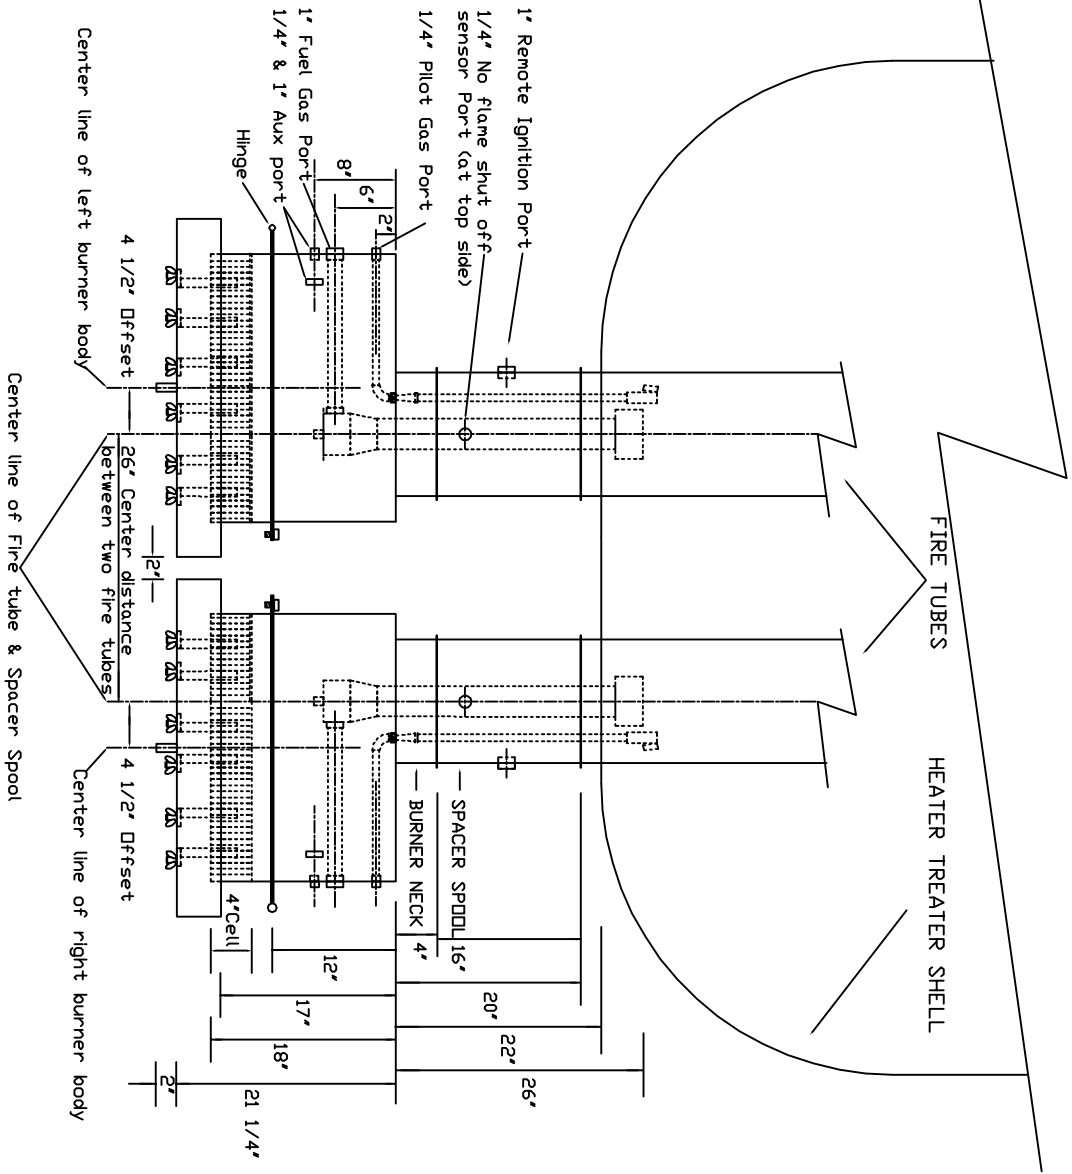 1" Remote Ignition Port
1/4" No flame shut off
sensor Port (at top side)
1/4" Pilot Gas Port
1" Fuel Gas Port
1/4" & 1" Aux port
Hinge
Center line of left burner body
8"
6"
2"
4 1/2" Offset
26" Center distance
between two fire tubes
2"
Center line of Fire tube & Spacer Spool
FIRE TUBES
HEATER TREATER SHELL
SPACER SPOOL
BURNER NECK
16"
4"
4"Cell
12"
20"
17"
22"
18"
26"
21 1/4"
2"
4 1/2" Offset
Center line of right burner body